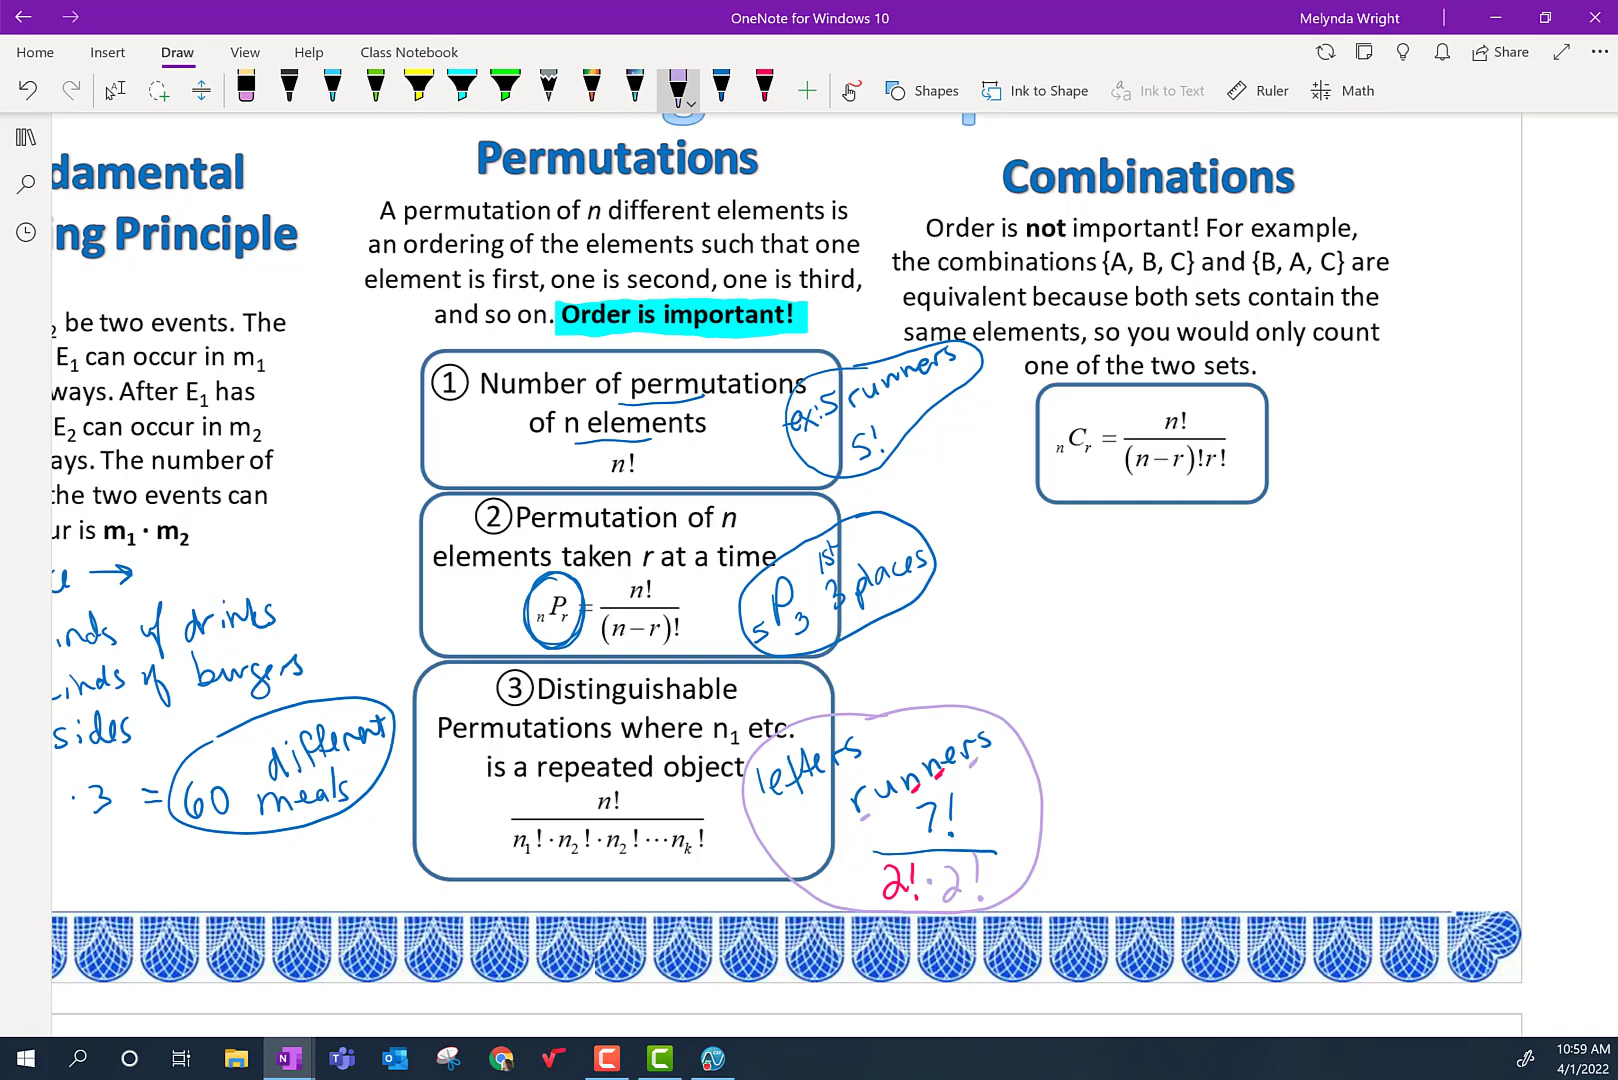 OneNote for Windows 10
Melynda Wright
Home Insert Draw View Help Class Notebook
Share
Shapes Ink to Shape Ink to Text Ruler Math
damental
ing Principle
2 be two events. The
E1 can occur in m1
ways. After E1 has
E2 can occur in m2
ays. The number of
the two events can
ur is m1 · m2
inds of drinks
inds of burgers
sides
· 3 = 60 different
meals
Permutations
A permutation of n different elements is
an ordering of the elements such that one
element is first, one is second, one is third,
and so on. Order is important!
① Number of permutations
of n elements
n!
ex: 5 runners
5!
② Permutation of n
elements taken r at a time
nPr = n! / (n−r)!
5P3 1st
3 places
③ Distinguishable
Permutations where n1 etc.
is a repeated object
n! / n1! · n2! · n2! ··· nk!
letters
runners
7!
2! · 2!
Combinations
Order is not important! For example,
the combinations {A, B, C} and {B, A, C} are
equivalent because both sets contain the
same elements, so you would only count
one of the two sets.
nCr = n! / (n−r)!r!
10:59 AM
4/1/2022